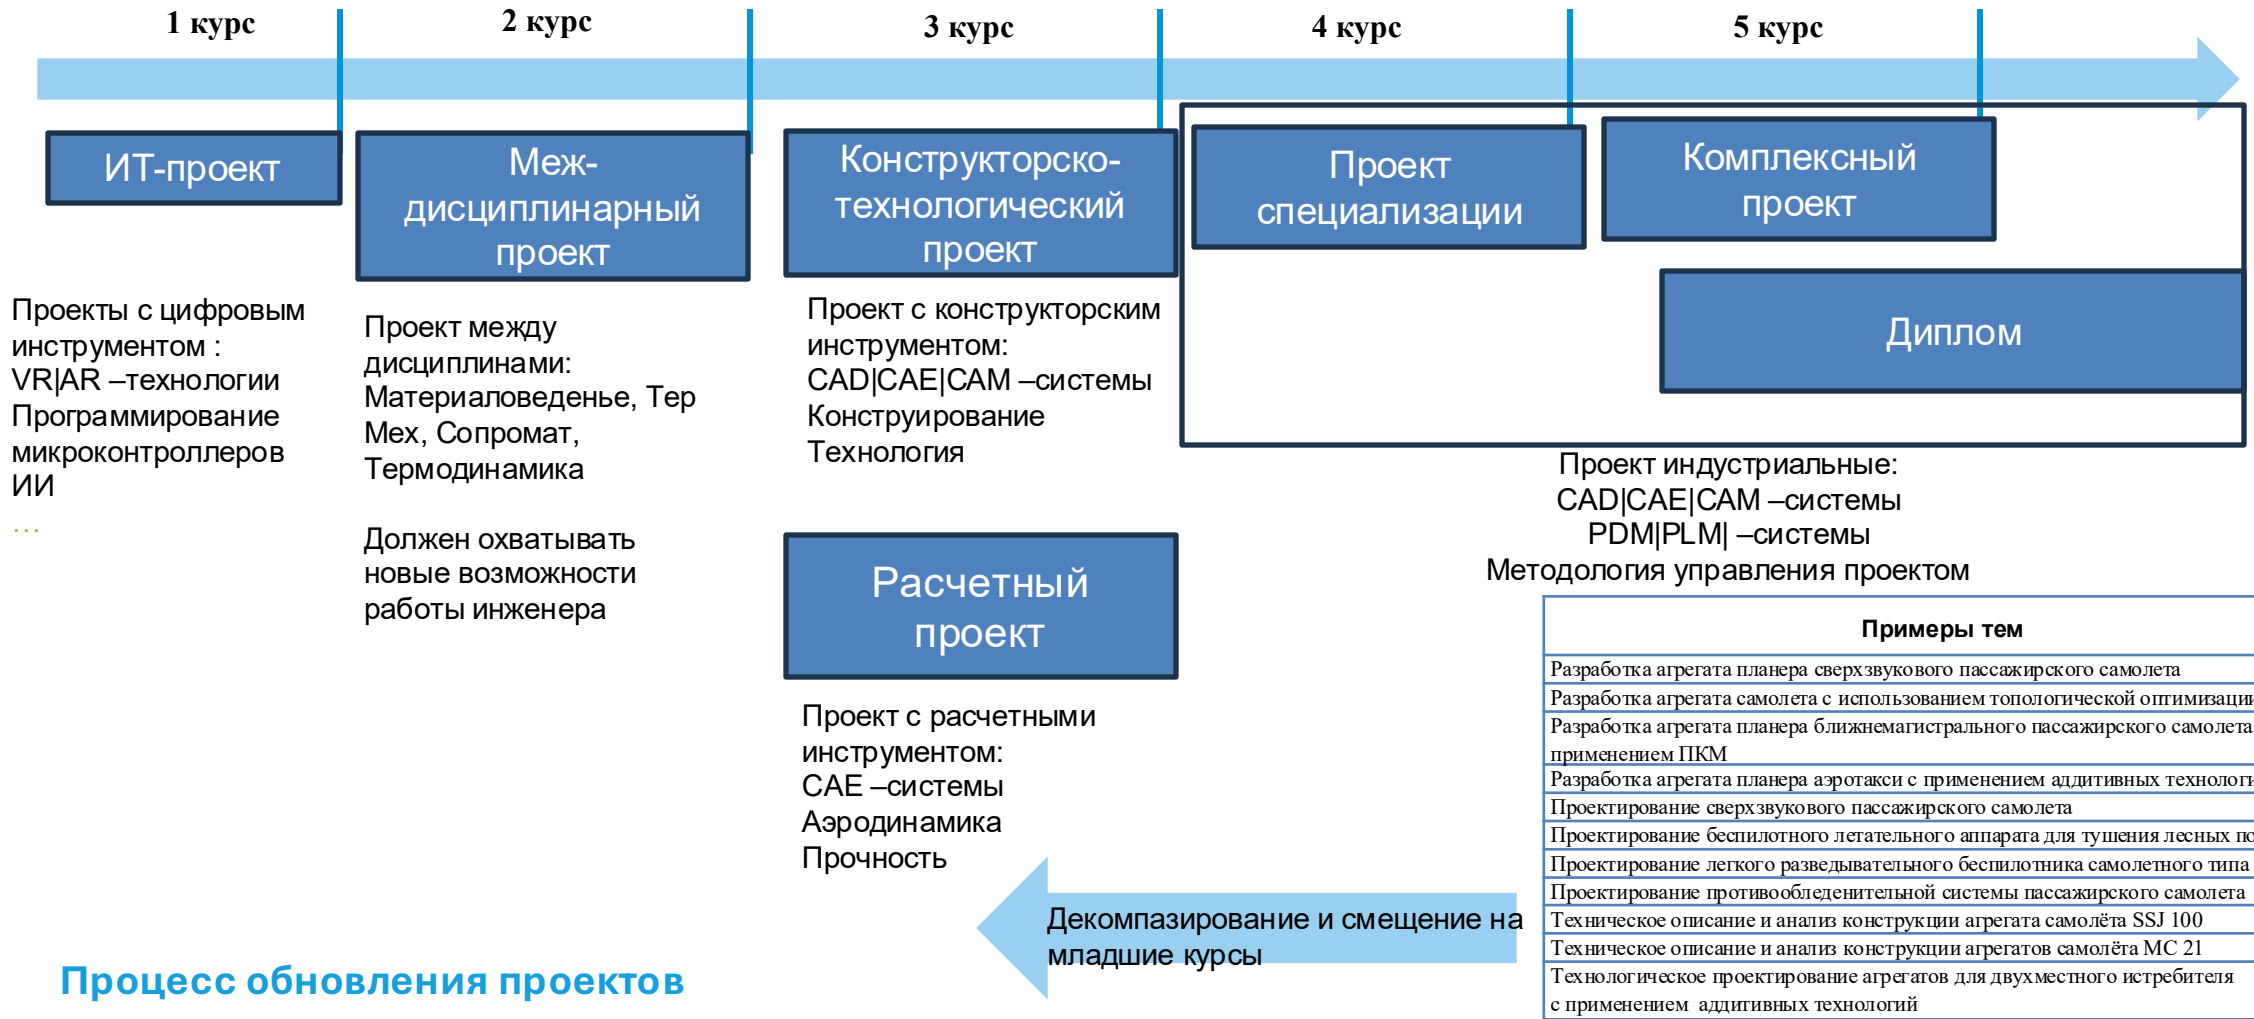 1 курс
2 курс
3 курс
4 курс
5 курс
ИТ-проект
Меж-
дисциплинарный
проект
Конструкторско-
технологический
проект
Проект
специализации
Комплексный
проект
Диплом
Проекты с цифровым
инструментом :
VR|AR –технологии
Программирование
микроконтроллеров
ИИ
…
Проект между
дисциплинами:
Материаловеденье, Тер
Мех, Сопромат,
Термодинамика
Должен охватывать
новые возможности
работы инженера
Проект с конструкторским
инструментом:
CAD|CAE|CAM –системы
Конструирование
Технология
Расчетный
проект
Проект с расчетными
инструментом:
CAE –системы
Аэродинамика
Прочность
Проект индустриальные:
CAD|CAE|CAM –системы
PDM|PLM| –системы
Методология управления проектом
Примеры тем
Разработка агрегата планера сверхзвукового пассажирского самолета
Разработка агрегата самолета с использованием топологической оптимизации
Разработка агрегата планера ближнемагистрального пассажирского самолета
применением ПКМ
Разработка агрегата планера аэротакси с применением аддитивных технологи
Проектирование сверхзвукового пассажирского самолета
Проектирование беспилотного летательного аппарата для тушения лесных по
Проектирование легкого разведывательного беспилотника самолетного типа
Проектирование противообледенительной системы пассажирского самолета
Техническое описание и анализ конструкции агрегата самолёта SSJ 100
Техническое описание и анализ конструкции агрегатов самолёта МС 21
Технологическое проектирование агрегатов для двухместного истребителя
с применением аддитивных технологий
Декомпазирование и смещение на
младшие курсы
Процесс обновления проектов